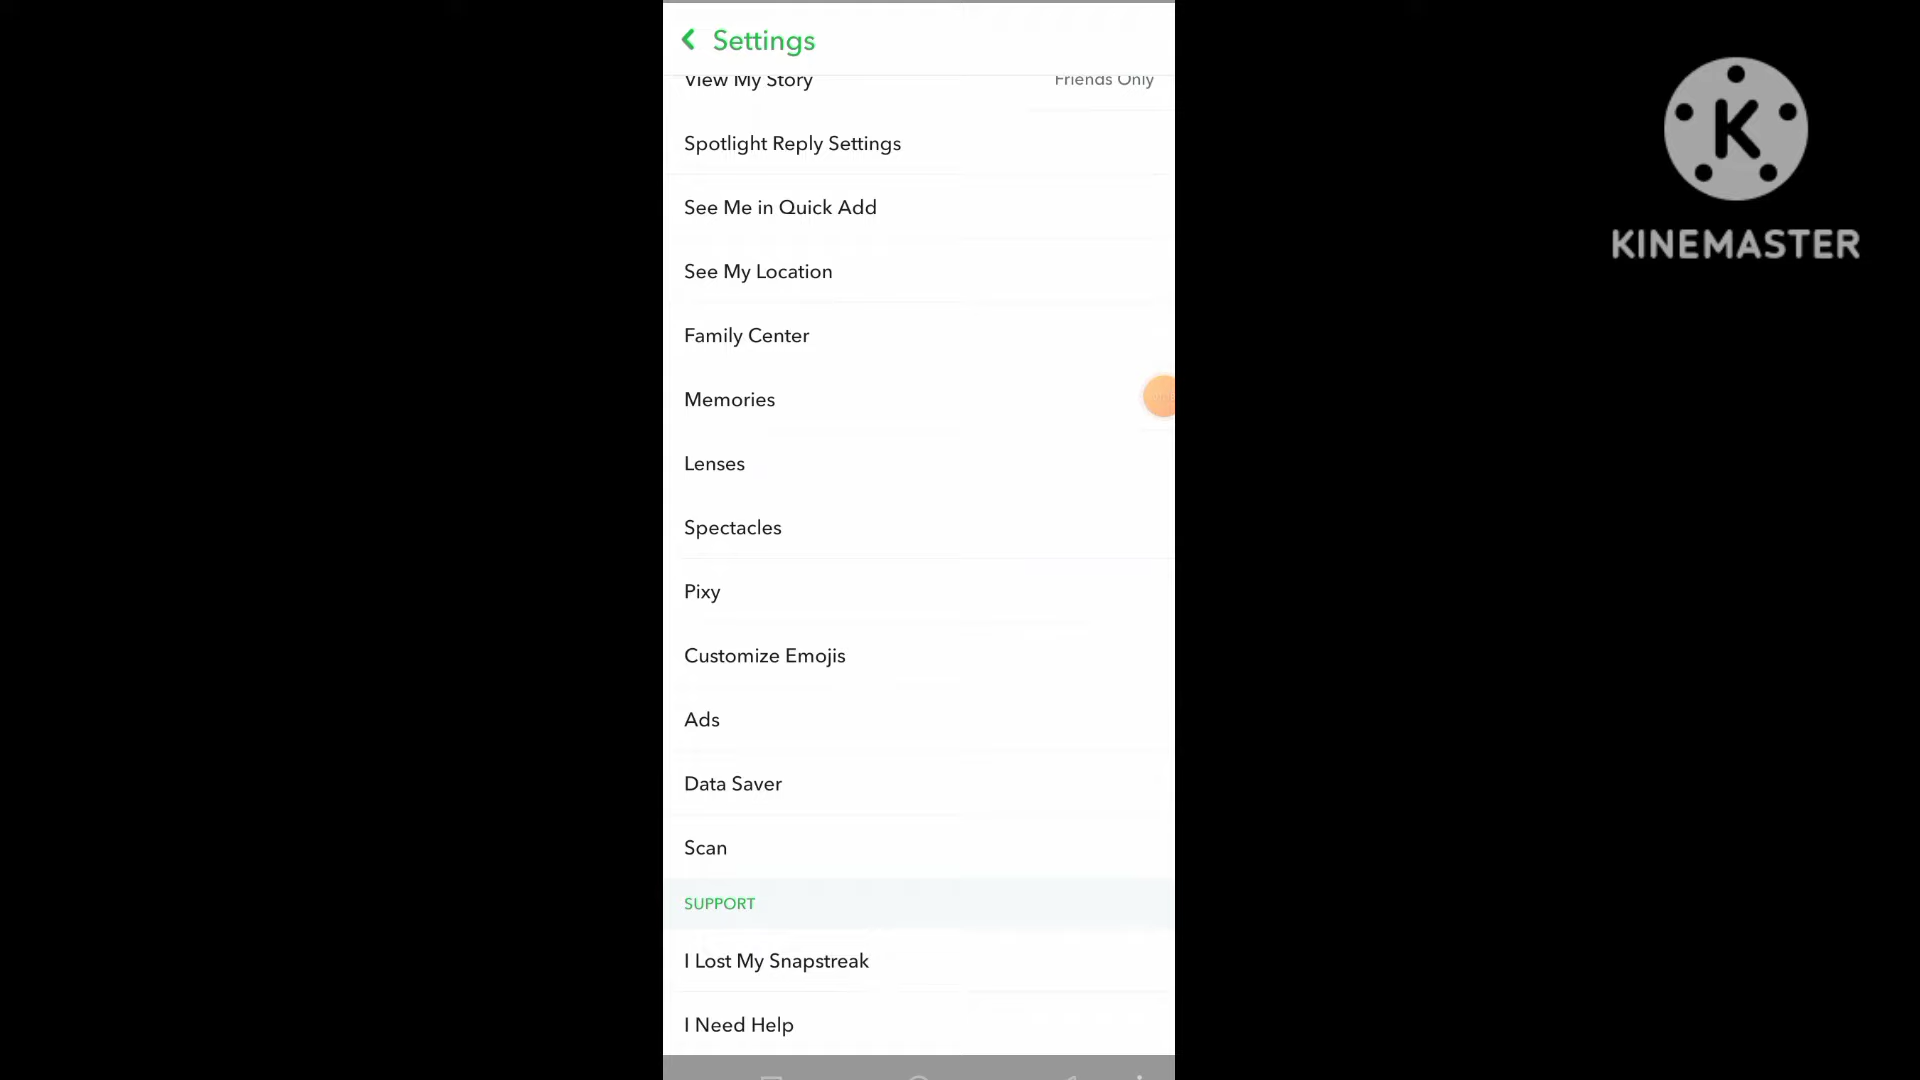 Settings
View My Story Friends Only
Spotlight Reply Settings
See Me in Quick Add
See My Location
Family Center
Memories
Lenses
Spectacles
Pixy
Customize Emojis
Ads
Data Saver
Scan
SUPPORT
I Lost My Snapstreak
I Need Help
K
KINEMASTER